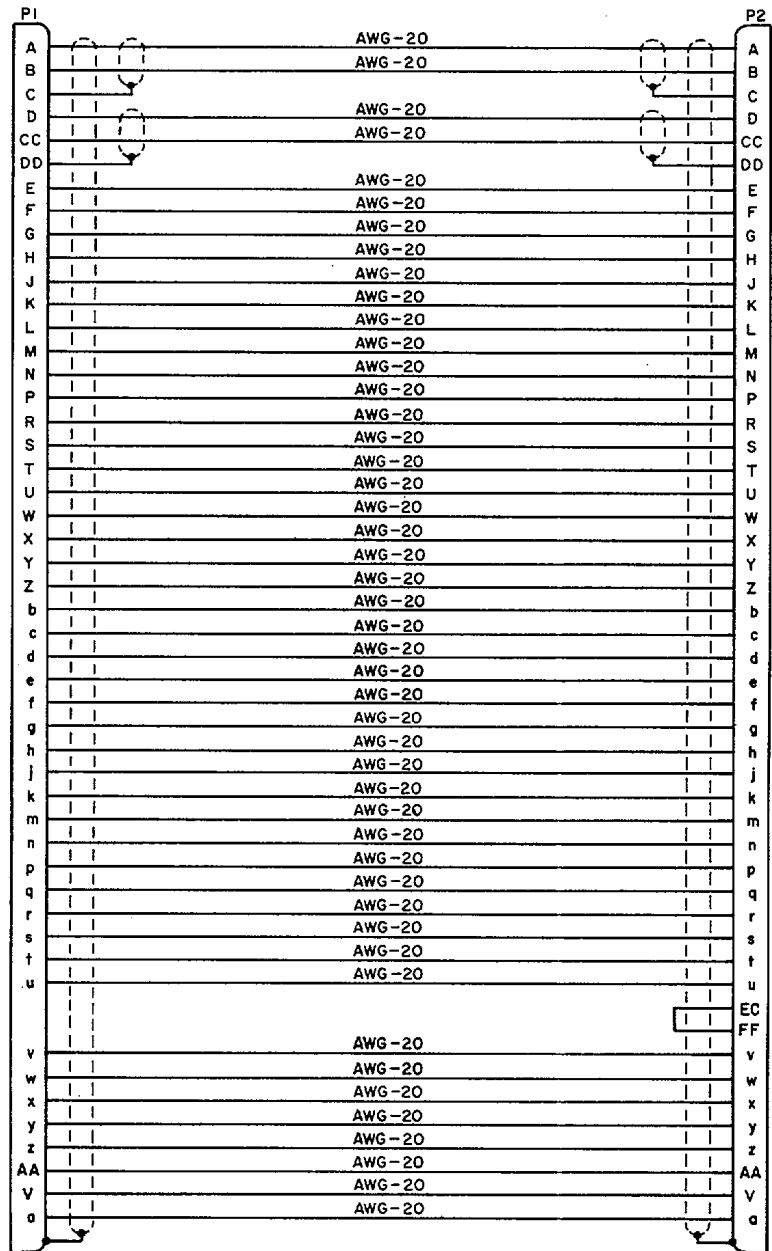 P1 P2
A AWG-20 A
B AWG-20 B
C C
D AWG-20 D
CC AWG-20 CC
DD DD
E AWG-20 E
F AWG-20 F
G AWG-20 G
H AWG-20 H
J AWG-20 J
K AWG-20 K
L AWG-20 L
M AWG-20 M
N AWG-20 N
P AWG-20 P
R AWG-20 R
S AWG-20 S
T AWG-20 T
U AWG-20 U
W AWG-20 W
X AWG-20 X
Y AWG-20 Y
Z AWG-20 Z
b AWG-20 b
c AWG-20 c
d AWG-20 d
e AWG-20 e
f AWG-20 f
g AWG-20 g
h AWG-20 h
j AWG-20 j
k AWG-20 k
m AWG-20 m
n AWG-20 n
p AWG-20 p
q AWG-20 q
r AWG-20 r
s AWG-20 s
t AWG-20 t
u AWG-20 u
EC
FF
v AWG-20 v
w AWG-20 w
x AWG-20 x
y AWG-20 y
z AWG-20 z
AA AWG-20 AA
V AWG-20 V
a AWG-20 a